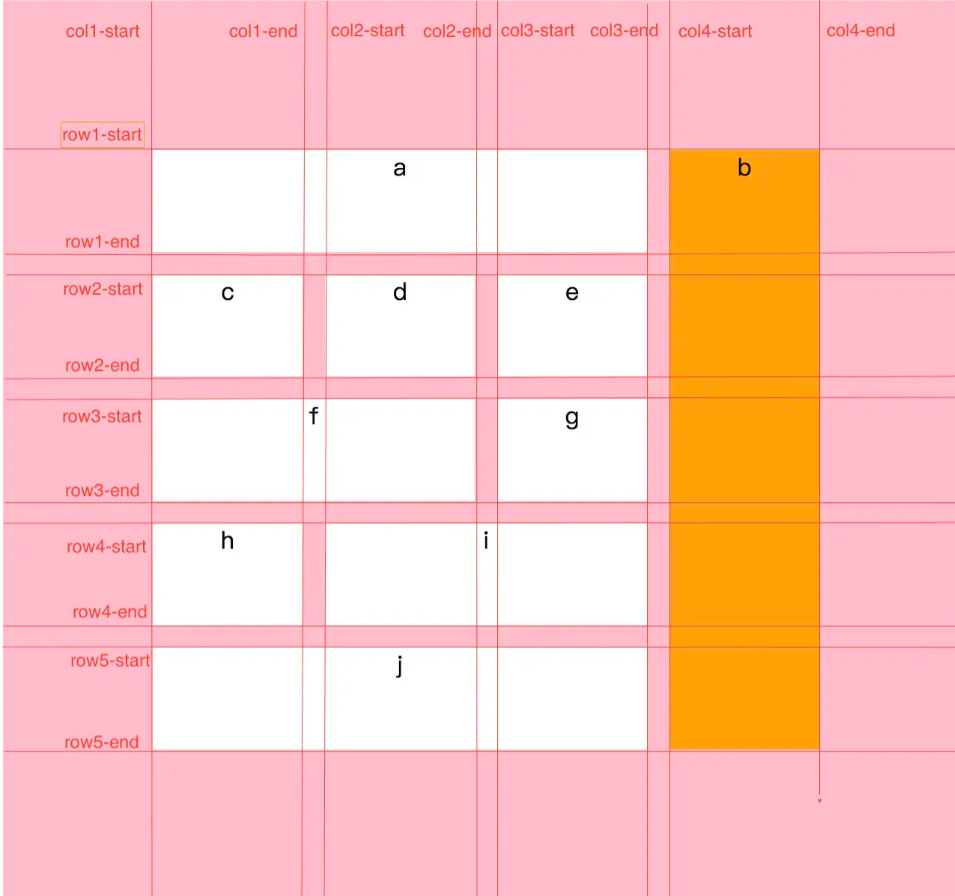 col1-start col1-end col2-start col2-end col3-start col3-end col4-start col4-end
row1-start
a b
row1-end
row2-start c d e
row2-end
row3-start f g
row3-end
h i
row4-start
row4-end
row5-start j
row5-end